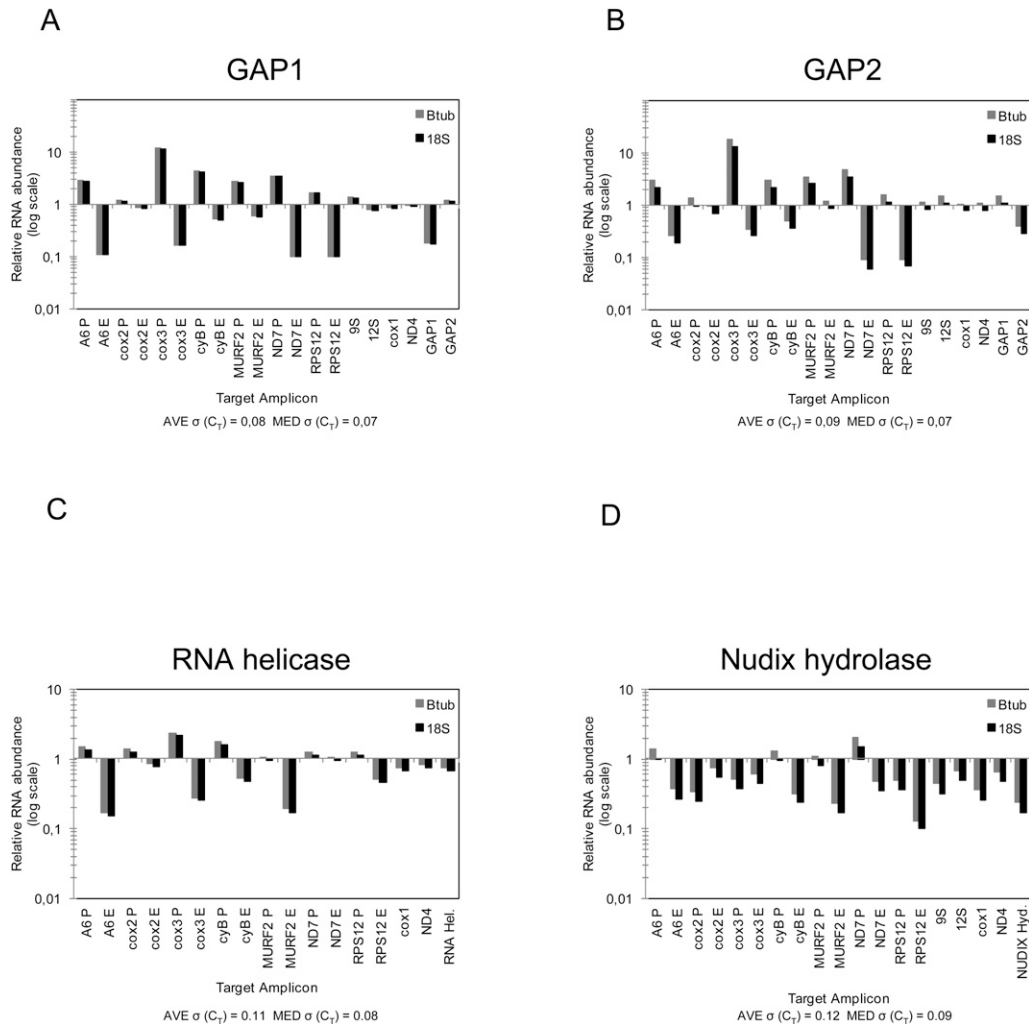 A
GAP1
Relative RNA abundance
(log scale)
10
1
0,1
0,01
Btub
18S
A6 P
A6 E
cox2 P
cox2 E
cox3 P
cox3 E
cyB P
cyB E
MURF2 P
MURF2 E
ND7 P
ND7 E
RPS12 P
RPS12 E
9S
12S
cox1
ND4
GAP1
GAP2
Target Amplicon
AVE σ (CT) = 0,08 MED σ (CT) = 0,07
B
GAP2
Relative RNA abundance
(log scale)
10
1
0,1
0,01
Btub
18S
A6 P
A6 E
cox2 P
cox2 E
cox3 P
cox3 E
cyB P
cyB E
MURF2 P
MURF2 E
ND7 P
ND7 E
RPS12 P
RPS12 E
9S
12S
cox1
ND4
GAP1
GAP2
Target Amplicon
AVE σ (CT) = 0,09 MED σ (CT) = 0,07
C
RNA helicase
Relative RNA abundance
(log scale)
10
1
0,1
0,01
Btub
18S
A6 P
A6 E
cox2 P
cox2 E
cox3 P
cox3 E
cyB P
cyB E
MURF2 P
MURF2 E
ND7 P
ND7 E
RPS12 P
RPS12 E
cox1
ND4
RNA Hel.
Target Amplicon
AVE σ (CT) = 0.11 MED σ (CT) = 0.08
D
Nudix hydrolase
Relative RNA abundance
(log scale)
10
1
0,1
0,01
Btub
18S
A6 P
A6 E
cox2 P
cox2 E
cox3 P
cox3 E
cyB P
cyB E
MURF2 P
MURF2 E
ND7 P
ND7 E
RPS12 P
RPS12 E
9S
12S
cox1
ND4
NUDIX Hyd.
Target Amplicon
AVE σ (CT) = 0.12 MED σ (CT) = 0.09